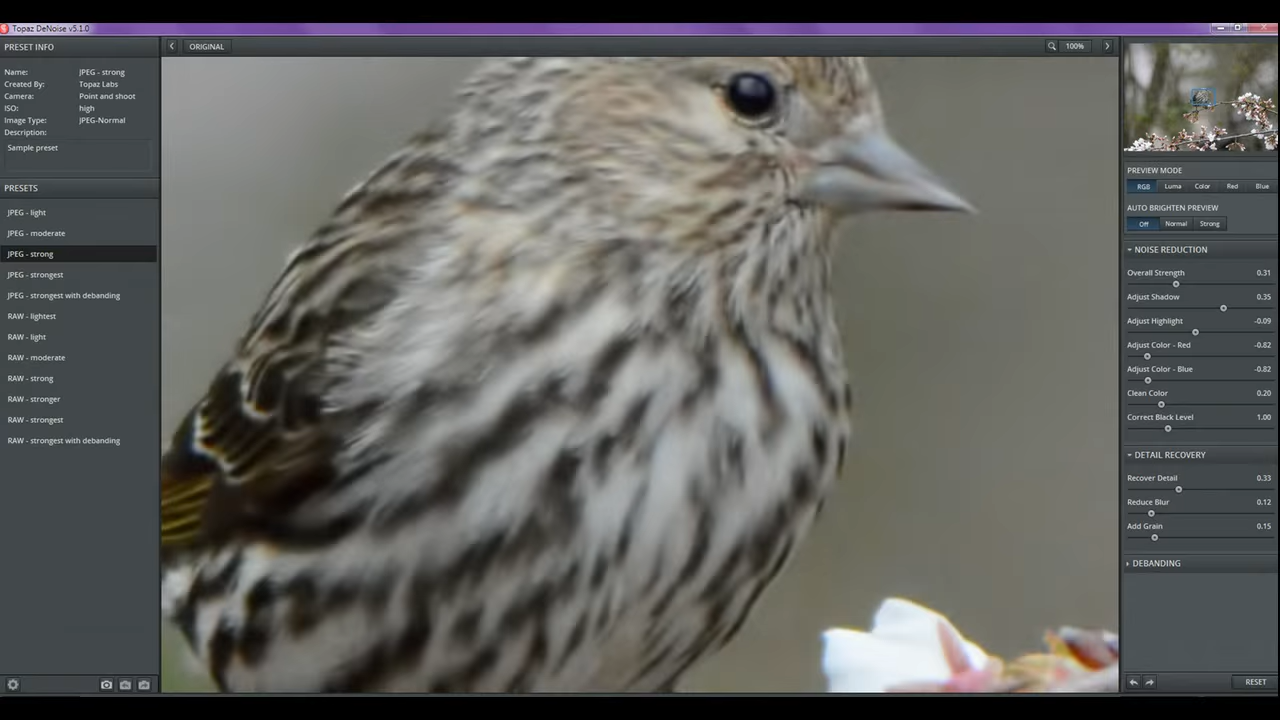 Topaz DeNoise v5.1.0
PRESET INFO
Name: JPEG - strong
Created By: Topaz Labs
Camera: Point and shoot
ISO: high
Image Type: JPEG-Normal
Description:
Sample preset
PRESETS
JPEG - light
JPEG - moderate
JPEG - strong
JPEG - strongest
JPEG - strongest with debanding
RAW - lightest
RAW - light
RAW - moderate
RAW - strong
RAW - stronger
RAW - strongest
RAW - strongest with debanding
ORIGINAL
100%
PREVIEW MODE
RGB Luma Color Red Blue
AUTO BRIGHTEN PREVIEW
Off Normal Strong
NOISE REDUCTION
Overall Strength 0.31
Adjust Shadow 0.35
Adjust Highlight -0.09
Adjust Color - Red -0.82
Adjust Color - Blue -0.82
Clean Color 0.20
Correct Black Level 1.00
DETAIL RECOVERY
Recover Detail 0.33
Reduce Blur 0.12
Add Grain 0.15
DEBANDING
RESET